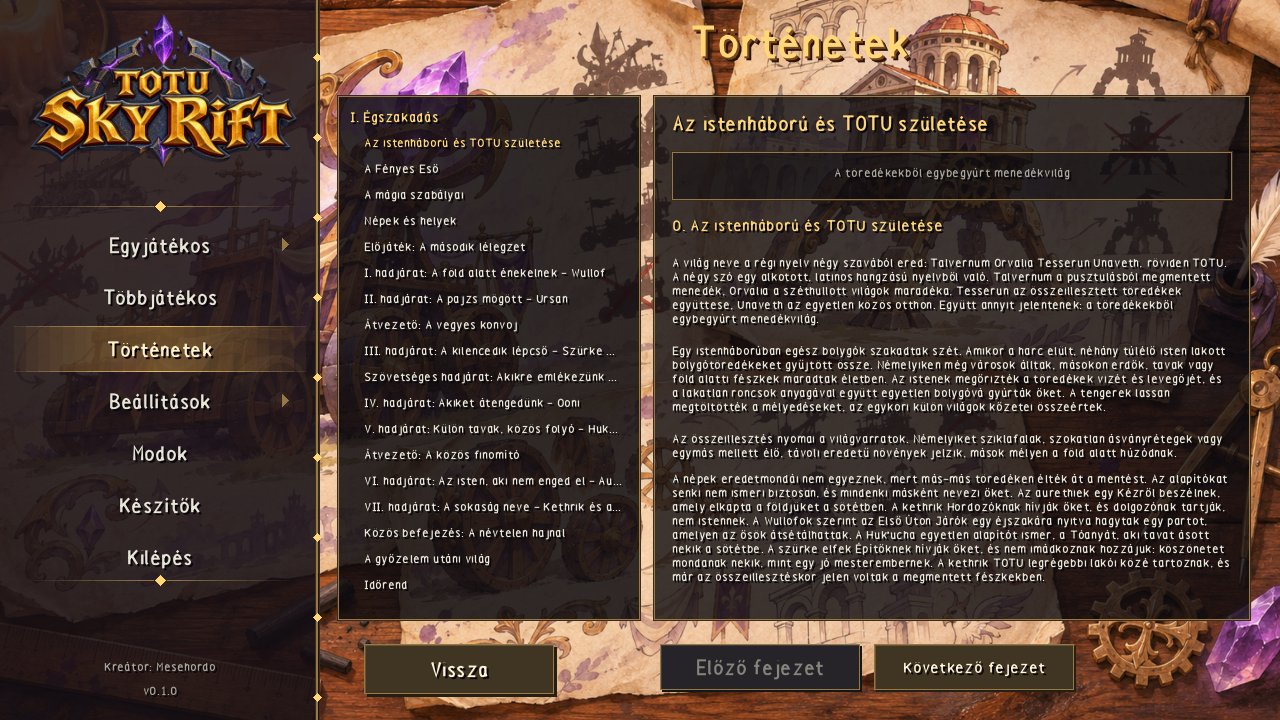 TOTU
SKY RIFT
Egyjátékos
Többjátékos
Történetek
Beállítások
Modok
Készítők
Kilépés
Kreátor: Mesehordo
v0.1.0
Történetek
I. Égszakadás
Az istenháború és TOTU születése
A Fényes Eső
A mágia szabályai
Népek és helyek
Előjáték: A második lélegzet
I. hadjárat: A föld alatt énekelnek – Wullof
II. hadjárat: A pajzs mögött – Ursan
Átvezető: A vegyes konvoj
III. hadjárat: A kilencedik lépcső – Szürke ...
Szövetséges hadjárat: Akikre emlékezünk ...
IV. hadjárat: Akiket átengedünk – Ooni
V. hadjárat: Külön tavak, közös folyó – Huk...
Átvezető: A közös finomító
VI. hadjárat: Az isten, aki nem enged el – Au...
VII. hadjárat: A sokaság neve – Kethrik és a...
Közös befejezés: A névtelen hajnal
A győzelem utáni világ
Időrend
Az istenháború és TOTU születése
A töredékekből egybegyűrt menedékvilág
0. Az istenháború és TOTU születése
A világ neve a régi nyelv négy szavából ered: Talvernum Orvalia Tesserun Unaveth, röviden TOTU.
A négy szó egy alkotott, latinos hangzású nyelvből való. Talvernum a pusztulásból megmentett
menedék, Orvalia a széthullott világok maradéka, Tesserun az összeillesztett töredékek
együttese, Unaveth az egyetlen közös otthon. Együtt annyit jelentenek: a töredékekből
egybegyűrt menedékvilág.
Egy istenháborúban egész bolygók szakadtak szét. Amikor a harc elült, néhány túlélő isten lakott
bolygótöredékeket gyűjtött össze. Némelyiken még városok álltak, másokon erdők, tavak vagy
föld alatti fészkek maradtak életben. Az istenek megőrizték a töredékek vizét és levegőjét, és
a lakatlan roncsok anyagával együtt egyetlen bolygóvá gyúrták őket. A tengerek lassan
megtöltötték a mélyedéseket, az egykori külön világok kőzetei összeértek.
Az összeillesztés nyomai a világvarratok. Némelyiket sziklafalak, szokatlan ásványrétegek vagy
egymás mellett élő, távoli eredetű növények jelzik, mások mélyen a föld alatt húzódnak.
A népek eredetmondái nem egyeznek, mert más-más töredéken élték át a mentést. Az alapítókat
senki nem ismeri biztosan, és mindenki másként nevezi őket. Az aurethiek egy Kézről beszélnek,
amely elkapta a földjüket a sötétben. A kethrik Hordozóknak hívják őket, és dolgozónak tartják,
nem istennek. A Wullofok szerint az Első Úton Járók egy éjszakára nyitva hagytak egy partot,
amelyen az ősök átsétálhattak. A Huk'ucha egyetlen alapítót ismer, a Tóanyát, aki tavat ásott
nekik a sötétbe. A szürke elfek Építőknek hívják őket, és nem imádkoznak hozzájuk: köszönetet
mondanak nekik, mint egy jó mesterembernek. A kethrik TOTU legrégebbi lakói közé tartoznak, és
már az összeillesztéskor jelen voltak a megmentett fészkekben.
Vissza
Előző fejezet
Következő fejezet